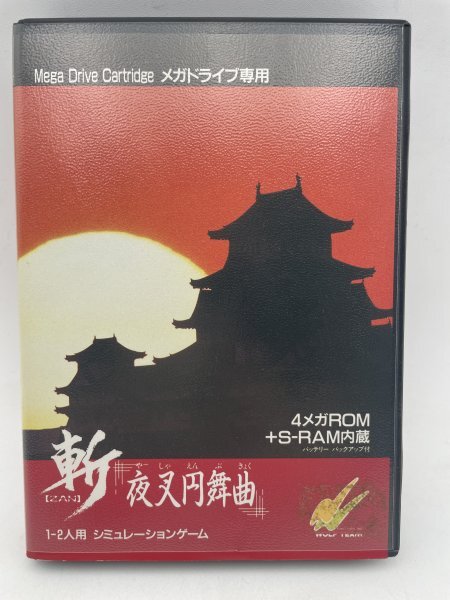 Mega Drive Cartridge メガドライブ専用
4メガROM
+S-RAM内蔵
バッテリー バックアップ付
斬
[ZAN]
やー しゃ えん ぶ きょく
夜叉円舞曲
1-2人用 シミュレーションゲーム
WOLF TEAM